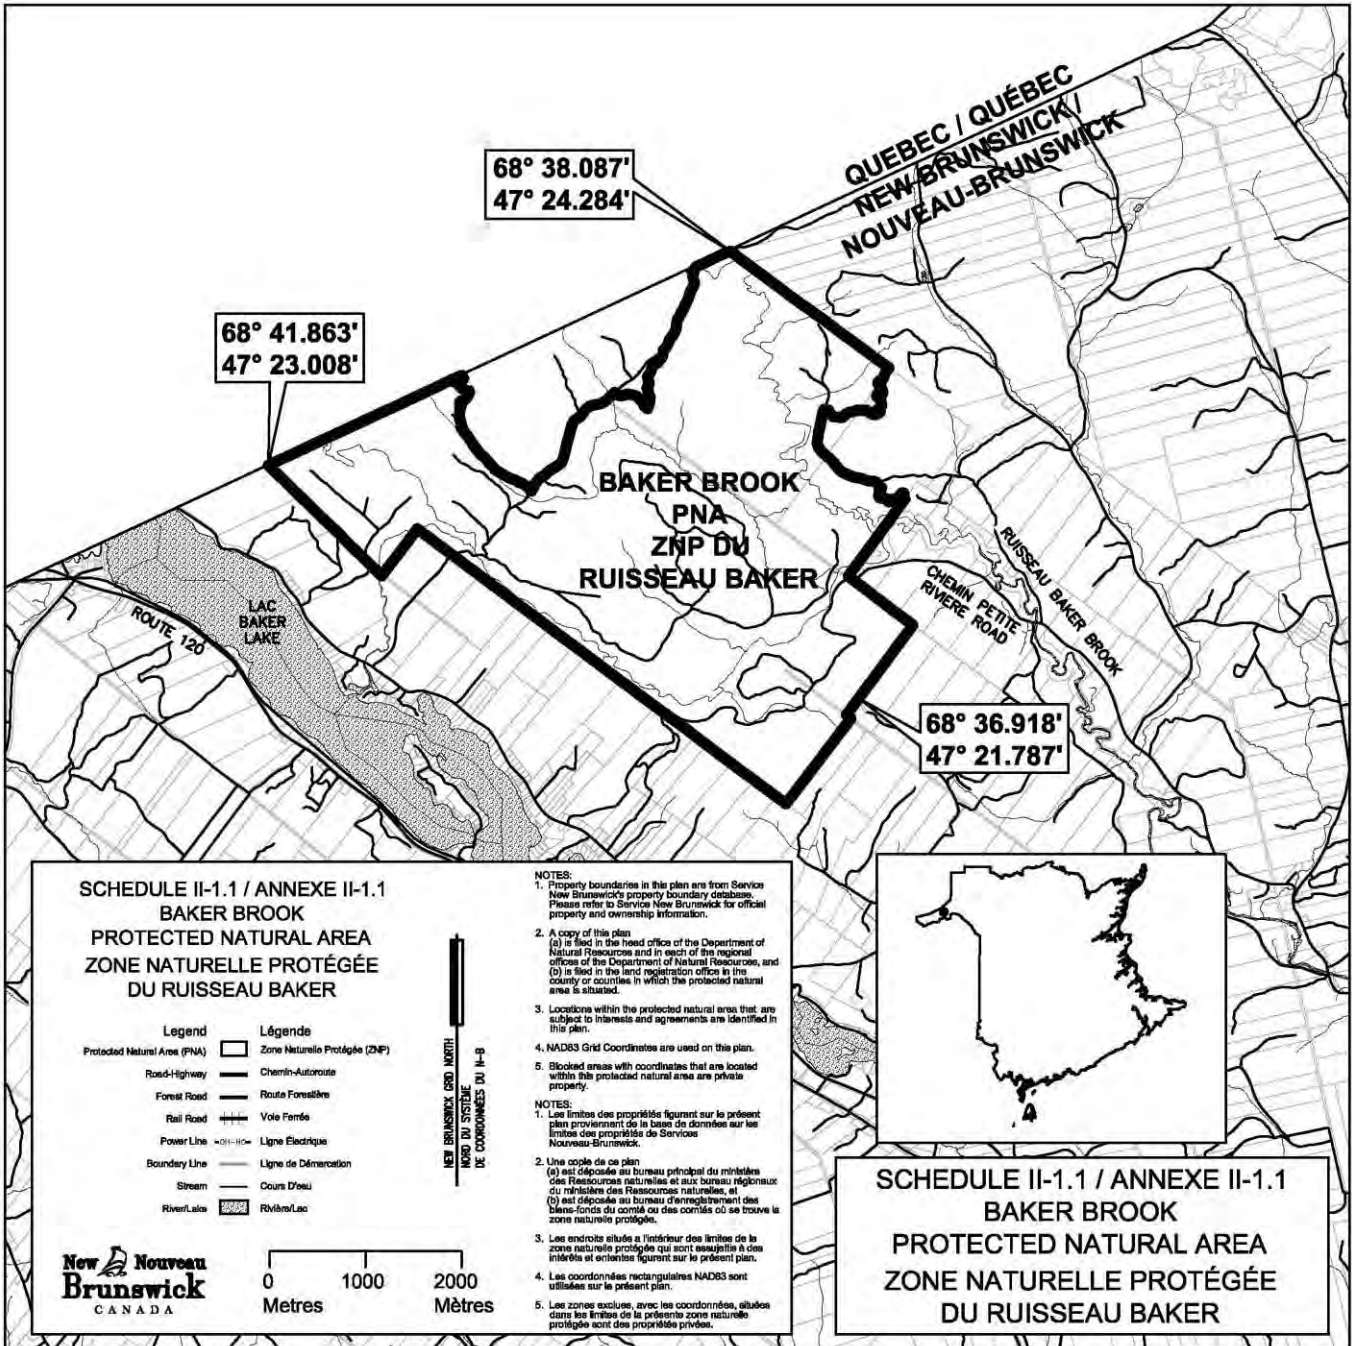 QUEBEC / QUÉBEC
NEW BRUNSWICK /
NOUVEAU-BRUNSWICK
68° 38.087'
47° 24.284'
68° 41.863'
47° 23.008'
BAKER BROOK
PNA
ZNP DU
RUISSEAU BAKER
RUISSEAU BAKER BROOK
CHEMIN PETITE
RIVIERE ROAD
LAC
BAKER
LAKE
ROUTE 120
68° 36.918'
47° 21.787'
SCHEDULE II-1.1 / ANNEXE II-1.1
BAKER BROOK
PROTECTED NATURAL AREA
ZONE NATURELLE PROTÉGÉE
DU RUISSEAU BAKER
Legend Légende
Protected Natural Area (PNA) Zone Naturelle Protégée (ZNP)
Road-Highway Chemin-Autoroute
Forest Road Route Forestière
Rail Road Voie Ferrée
Power Line Ligne Électrique
Boundary Line Ligne de Démarcation
Stream Cours D'eau
River/Lake Rivière/Lac
NEW BRUNSWICK GRID NORTH
NORD DU SYSTÈME
DE COORDONNÉES DU N-B
New Nouveau
Brunswick
CANADA
0 1000 2000
Metres Mètres
NOTES:
1. Property boundaries in this plan are from Service
New Brunswick's property boundary database.
Please refer to Service New Brunswick for official
property and ownership information.
2. A copy of this plan
(a) is filed in the head office of the Department of
Natural Resources and in each of the regional
offices of the Department of Natural Resources, and
(b) is filed in the land registration office in the
county or counties in which the protected natural
area is situated.
3. Locations within the protected natural area that are
subject to interests and agreements are identified in
this plan.
4. NAD83 Grid Coordinates are used on this plan.
5. Blocked areas with coordinates that are located
within this protected natural area are private
property.
NOTES:
1. Les limites des propriétés figurant sur le présent
plan proviennent de la base de données sur les
limites des propriétés de Services
Nouveau-Brunswick.
2. Une copie de ce plan
(a) est déposée au bureau principal du ministère
des Ressources naturelles et aux bureau régionaux
du ministère des Ressources naturelles, et
(b) est déposée au bureau d'enregistrement des
biens-fonds du comté ou des comtés où se trouve la
zone naturelle protégée.
3. Les endroits situés a l'intérieur des limites de la
zone naturelle protégée qui sont assujettis à des
intérêts et ententes figurent sur le présent plan.
4. Les coordonnées rectangulaires NAD83 sont
utilisées sur le présent plan.
5. Les zones exclues, avec les coordonnées, situées
dans les limites de la présente zone naturelle
protégée sont des propriétés privées.
SCHEDULE II-1.1 / ANNEXE II-1.1
BAKER BROOK
PROTECTED NATURAL AREA
ZONE NATURELLE PROTÉGÉE
DU RUISSEAU BAKER